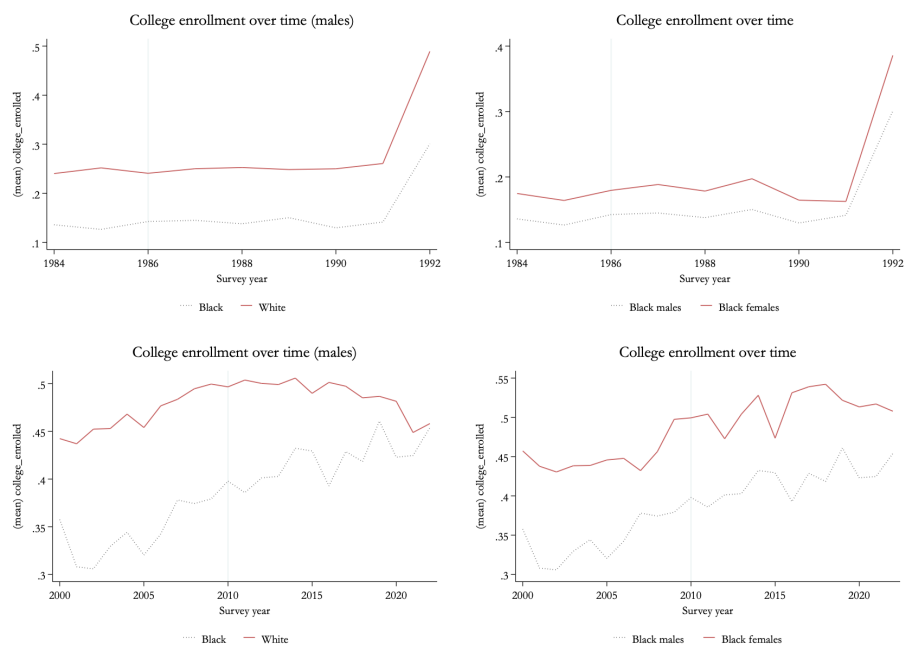 College enrollment over time (males)
(mean) college_enrolled
.5
.4
.3
.2
.1
1984 1986 1988 1990 1992
Survey year
Black White
College enrollment over time
(mean) college_enrolled
.4
.3
.2
.1
1984 1986 1988 1990 1992
Survey year
Black males Black females
College enrollment over time (males)
(mean) college_enrolled
.5
.45
.4
.35
.3
2000 2005 2010 2015 2020
Survey year
Black White
College enrollment over time
(mean) college_enrolled
.55
.5
.45
.4
.35
.3
2000 2005 2010 2015 2020
Survey year
Black males Black females